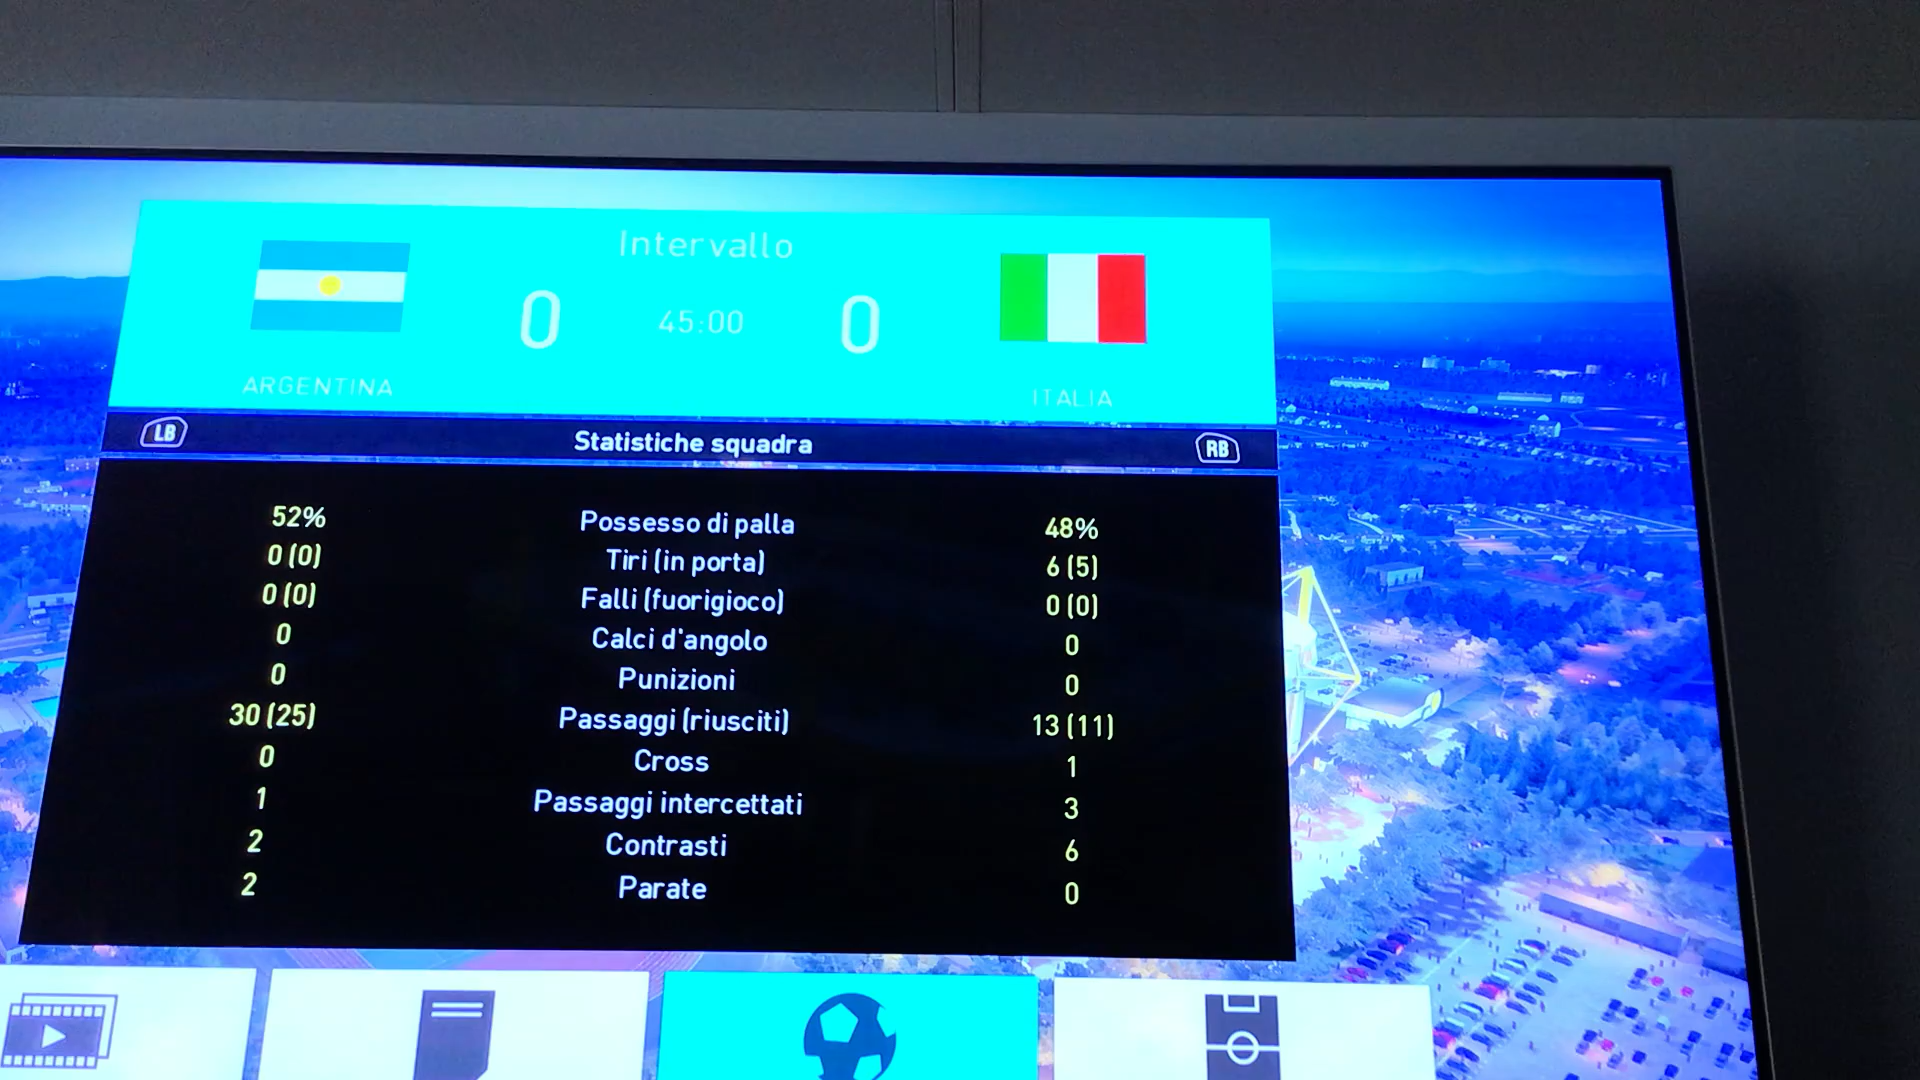 Intervallo
0 45:00 0
ARGENTINA ITALIA
LB Statistiche squadra RB
52% Possesso di palla 48%
0 (0) Tiri (in porta) 6 (5)
0 (0) Falli (fuorigioco) 0 (0)
0 Calci d'angolo 0
0 Punizioni 0
30 (25) Passaggi (riusciti) 13 (11)
0 Cross 1
1 Passaggi intercettati 3
2 Contrasti 6
2 Parate 0